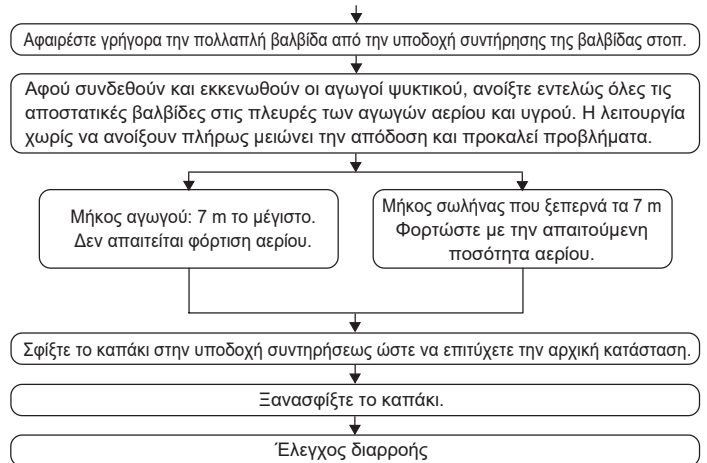 Αφαιρέστε γρήγορα την πολλαπλή βαλβίδα από την υποδοχή συντήρησης της βαλβίδας στοπ.
Αφού συνδεθούν και εκκενωθούν οι αγωγοί ψυκτικού, ανοίξτε εντελώς όλες τις
αποστατικές βαλβίδες στις πλευρές των αγωγών αερίου και υγρού. Η λειτουργία
χωρίς να ανοίξουν πλήρως μειώνει την απόδοση και προκαλεί προβλήματα.
Μήκος αγωγού: 7 m το μέγιστο.
Δεν απαιτείται φόρτιση αερίου.
Μήκος σωλήνας που ξεπερνά τα 7 m
Φορτώστε με την απαιτούμενη
ποσότητα αερίου.
Σφίξτε το καπάκι στην υποδοχή συντηρήσεως ώστε να επιτύχετε την αρχική κατάσταση.
Ξανασφίξτε το καπάκι.
Έλεγχος διαρροής